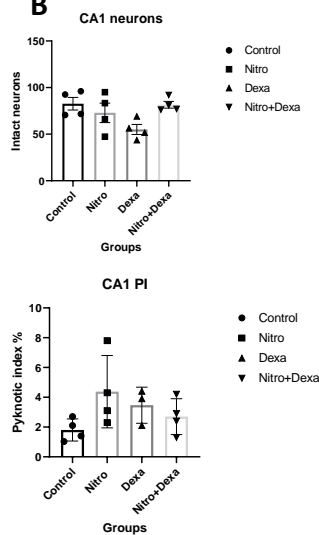 B
CA1 neurons
Intact neurons
150
100
50
0
Control
Nitro
Dexa
Nitro+Dexa
Groups
Control
Nitro
Dexa
Nitro+Dexa
CA1 PI
Pyknotic index %
10
8
6
4
2
0
Control
Nitro
Dexa
Nitro+Dexa
Groups
Control
Nitro
Dexa
Nitro+Dexa